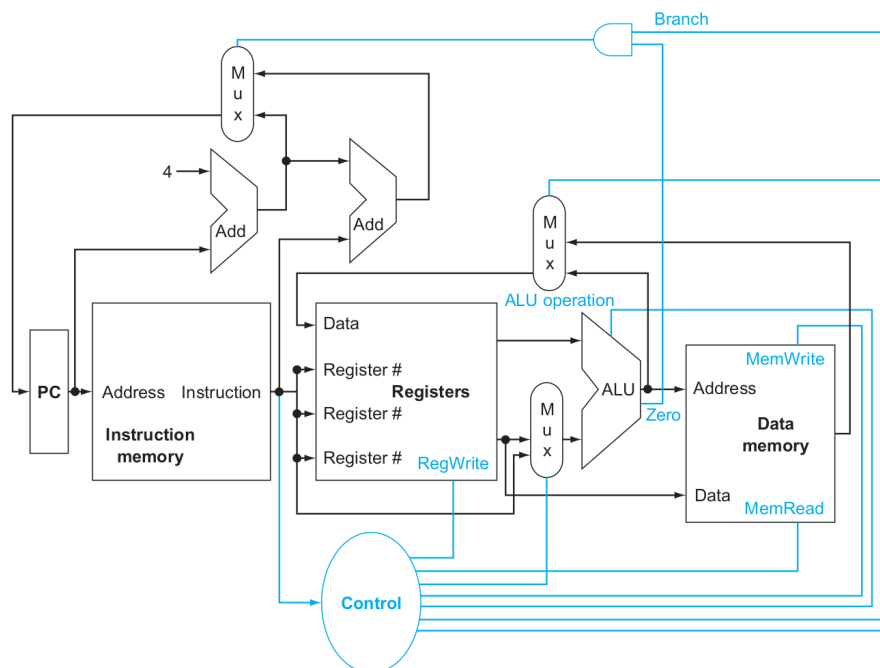 Branch
M
u
x
4
Add
Add
M
u
x
ALU operation
Data
Register #
Registers
Register #
Register #
RegWrite
PC
Address
Instruction
Instruction
memory
M
u
x
ALU
Zero
MemWrite
Address
Data
memory
Data
MemRead
Control